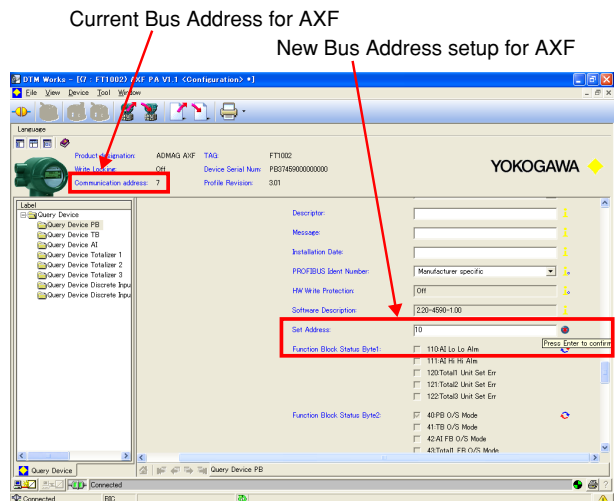 Current Bus Address for AXF
New Bus Address setup for AXF
DTM Works - [(7 : FT1002) AXF PA V1.1 <Configuration> *]
File View Device Tool Window
Language
Product designation: ADMAG AXF TAG: FT1002
Write Locking: Off Device Serial Num: PB37459000000000
Communication address: 7 Profile Revision: 3.01
YOKOGAWA
Label
Query Device
Query Device PB
Query Device TB
Query Device AI
Query Device Totalizer 1
Query Device Totalizer 2
Query Device Totalizer 3
Query Device Discrete Inpu
Query Device Discrete Inpu
Descriptor:
Message:
Installation Date:
PROFIBUS Ident Number: Manufacturer specific
HW Write Protection: Off
Software Description: 2.20-4590-1.00
Set Address: 10
Press Enter to confirm
Function Block Status Byte1: 110:AI Lo Lo Alm
111:AI Hi Hi Alm
120:Total1 Unit Set Err
121:Total2 Unit Set Err
122:Total3 Unit Set Err
Function Block Status Byte2: 40:PB O/S Mode
41:TB O/S Mode
42:AI FB O/S Mode
43:Total1 FB O/S Mode
Query Device
Query Device PB
Connected
Connected